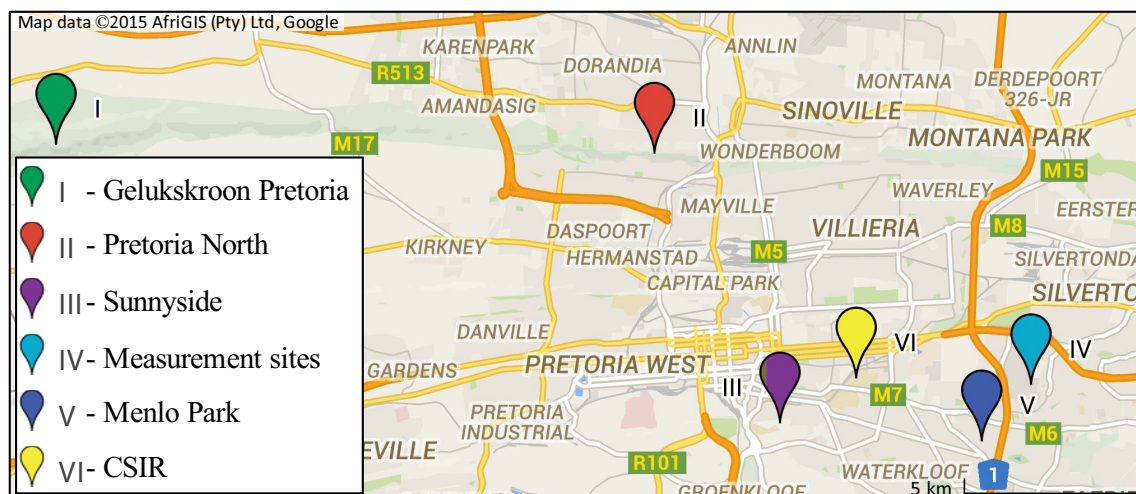 Map data ©2015 AfriGIS (Pty) Ltd, Google
KARENPARK
ANNLIN
DORANDIA
R513
MONTANA
DERDEPOORT
326-JR
AMANDASIG
I
II
SINOVILLE
MONTANA PARK
M17
WONDERBOOM
M15
I - Gelukskroon Pretoria
WAVERLEY
MAYVILLE
EERSTER
II - Pretoria North
DASPOORT
VILLIERIA
M8
KIRKNEY
HERMANSTAD
M5
SILVERTONDA
CAPITAL PARK
III - Sunnyside
SILVERTO
DANVILLE
VI
IV
IV - Measurement sites
GARDENS
PRETORIA WEST
III
M7
V
V - Menlo Park
PRETORIA
INDUSTRIAL
M6
EVILLE
R101
WATERKLOOF
1
VI - CSIR
GROENKLOOF
5 km